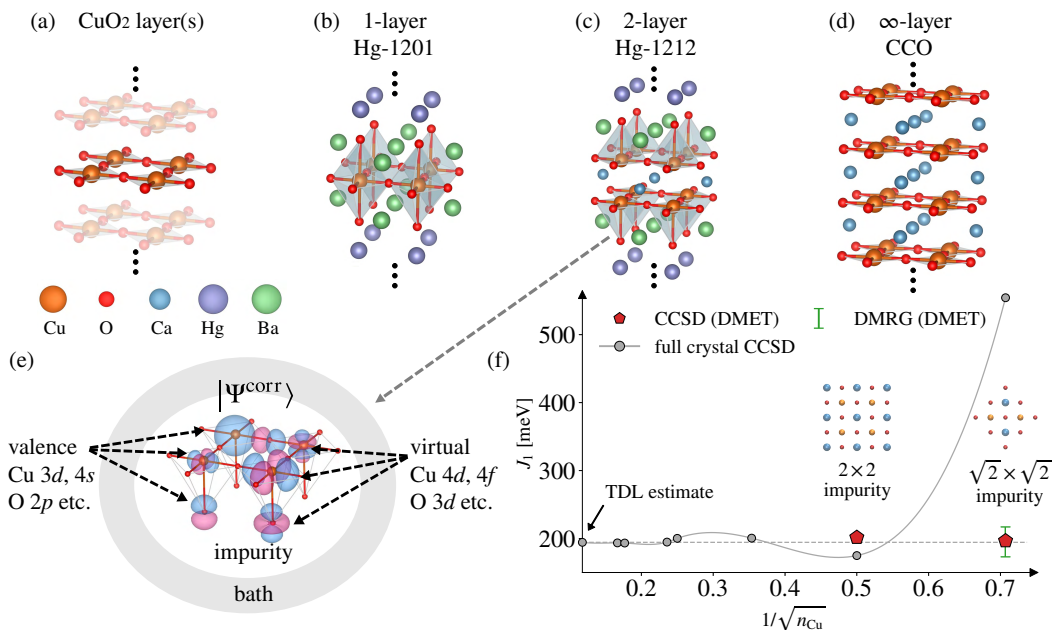 (a) CuO₂ layer(s)
(b) 1-layer
Hg-1201
(c) 2-layer
Hg-1212
(d) ∞-layer
CCO
Cu O Ca Hg Ba
(e)
|Ψ^corr⟩
valence
Cu 3d, 4s
O 2p etc.
virtual
Cu 4d, 4f
O 3d etc.
impurity
bath
(f)
CCSD (DMET)
DMRG (DMET)
full crystal CCSD
J₁ [meV]
500
400
300
200
2 × 2
impurity
√2 × √2
impurity
TDL estimate
0.2 0.3 0.4 0.5 0.6 0.7
1/√n_Cu